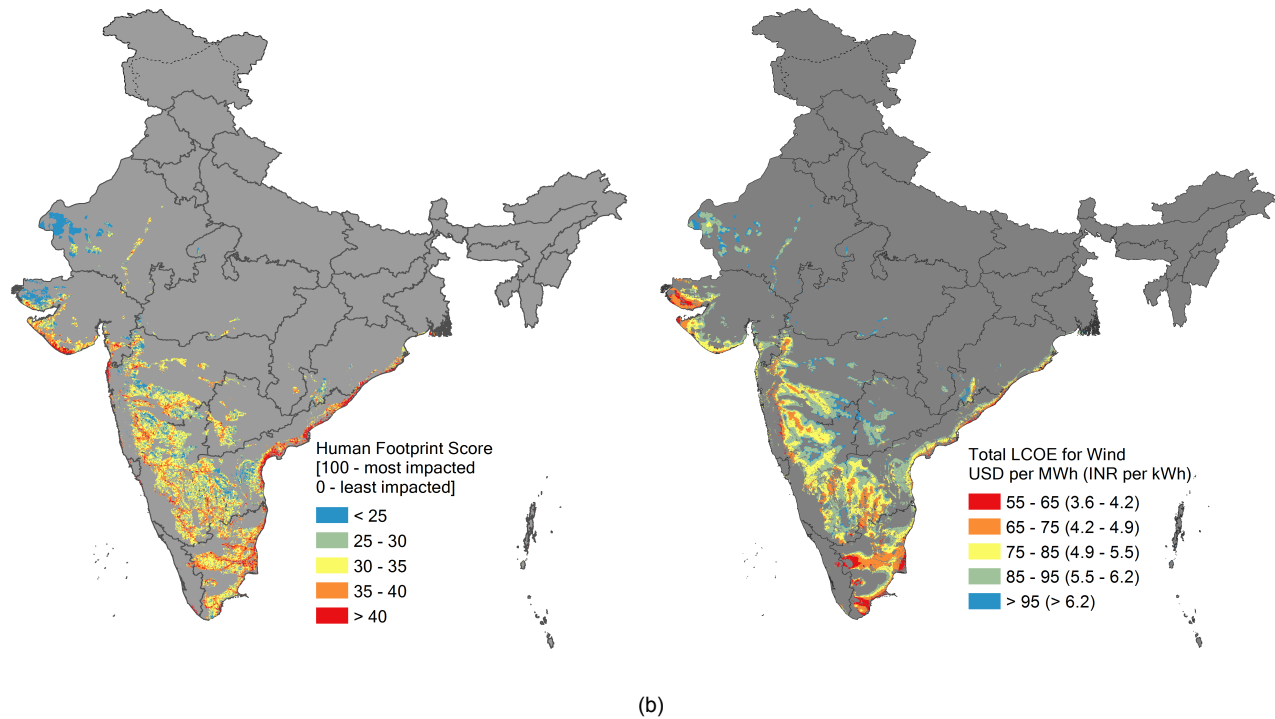 Human Footprint Score
[100 - most impacted
0 - least impacted]
< 25
25 - 30
30 - 35
35 - 40
> 40
Total LCOE for Wind
USD per MWh (INR per kWh)
55 - 65 (3.6 - 4.2)
65 - 75 (4.2 - 4.9)
75 - 85 (4.9 - 5.5)
85 - 95 (5.5 - 6.2)
> 95 (> 6.2)
(b)